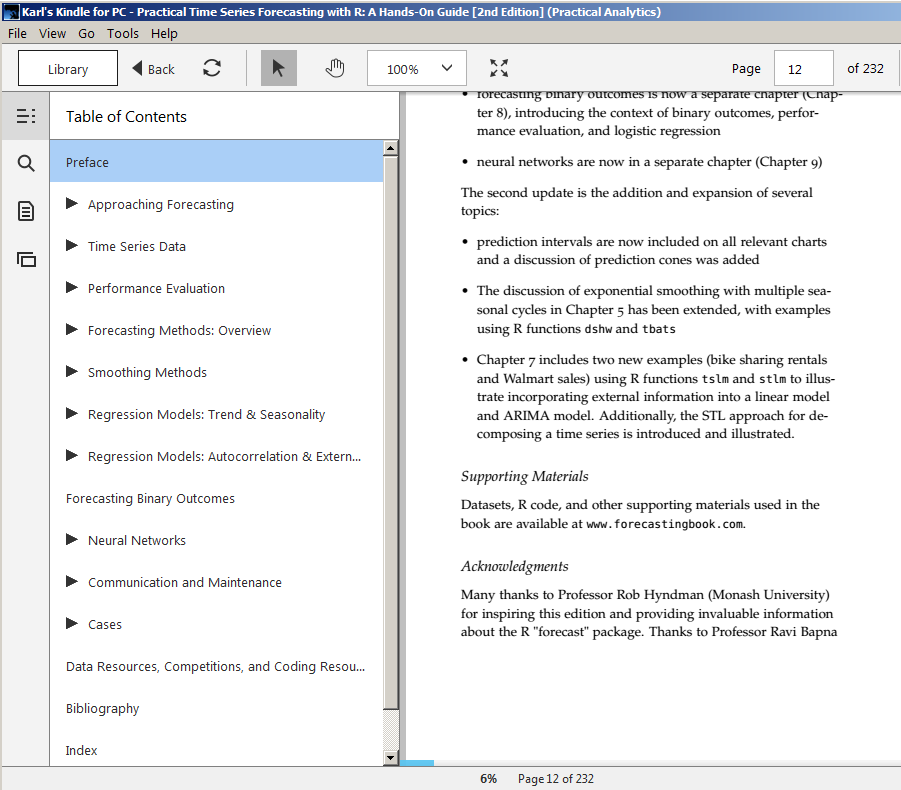 Karl's Kindle for PC - Practical Time Series Forecasting with R: A Hands-On Guide [2nd Edition] (Practical Analytics)
File View Go Tools Help
Library Back 100% Page 12 of 232
Table of Contents
Preface
Approaching Forecasting
Time Series Data
Performance Evaluation
Forecasting Methods: Overview
Smoothing Methods
Regression Models: Trend & Seasonality
Regression Models: Autocorrelation & Extern...
Forecasting Binary Outcomes
Neural Networks
Communication and Maintenance
Cases
Data Resources, Competitions, and Coding Resou...
Bibliography
Index
• forecasting binary outcomes is now a separate chapter (Chap-
ter 8), introducing the context of binary outcomes, perfor-
mance evaluation, and logistic regression
• neural networks are now in a separate chapter (Chapter 9)
The second update is the addition and expansion of several
topics:
• prediction intervals are now included on all relevant charts
and a discussion of prediction cones was added
• The discussion of exponential smoothing with multiple sea-
sonal cycles in Chapter 5 has been extended, with examples
using R functions dshw and tbats
• Chapter 7 includes two new examples (bike sharing rentals
and Walmart sales) using R functions tslm and stlm to illus-
trate incorporating external information into a linear model
and ARIMA model. Additionally, the STL approach for de-
composing a time series is introduced and illustrated.
Supporting Materials
Datasets, R code, and other supporting materials used in the
book are available at www.forecastingbook.com.
Acknowledgments
Many thanks to Professor Rob Hyndman (Monash University)
for inspiring this edition and providing invaluable information
about the R "forecast" package. Thanks to Professor Ravi Bapna
6% Page 12 of 232